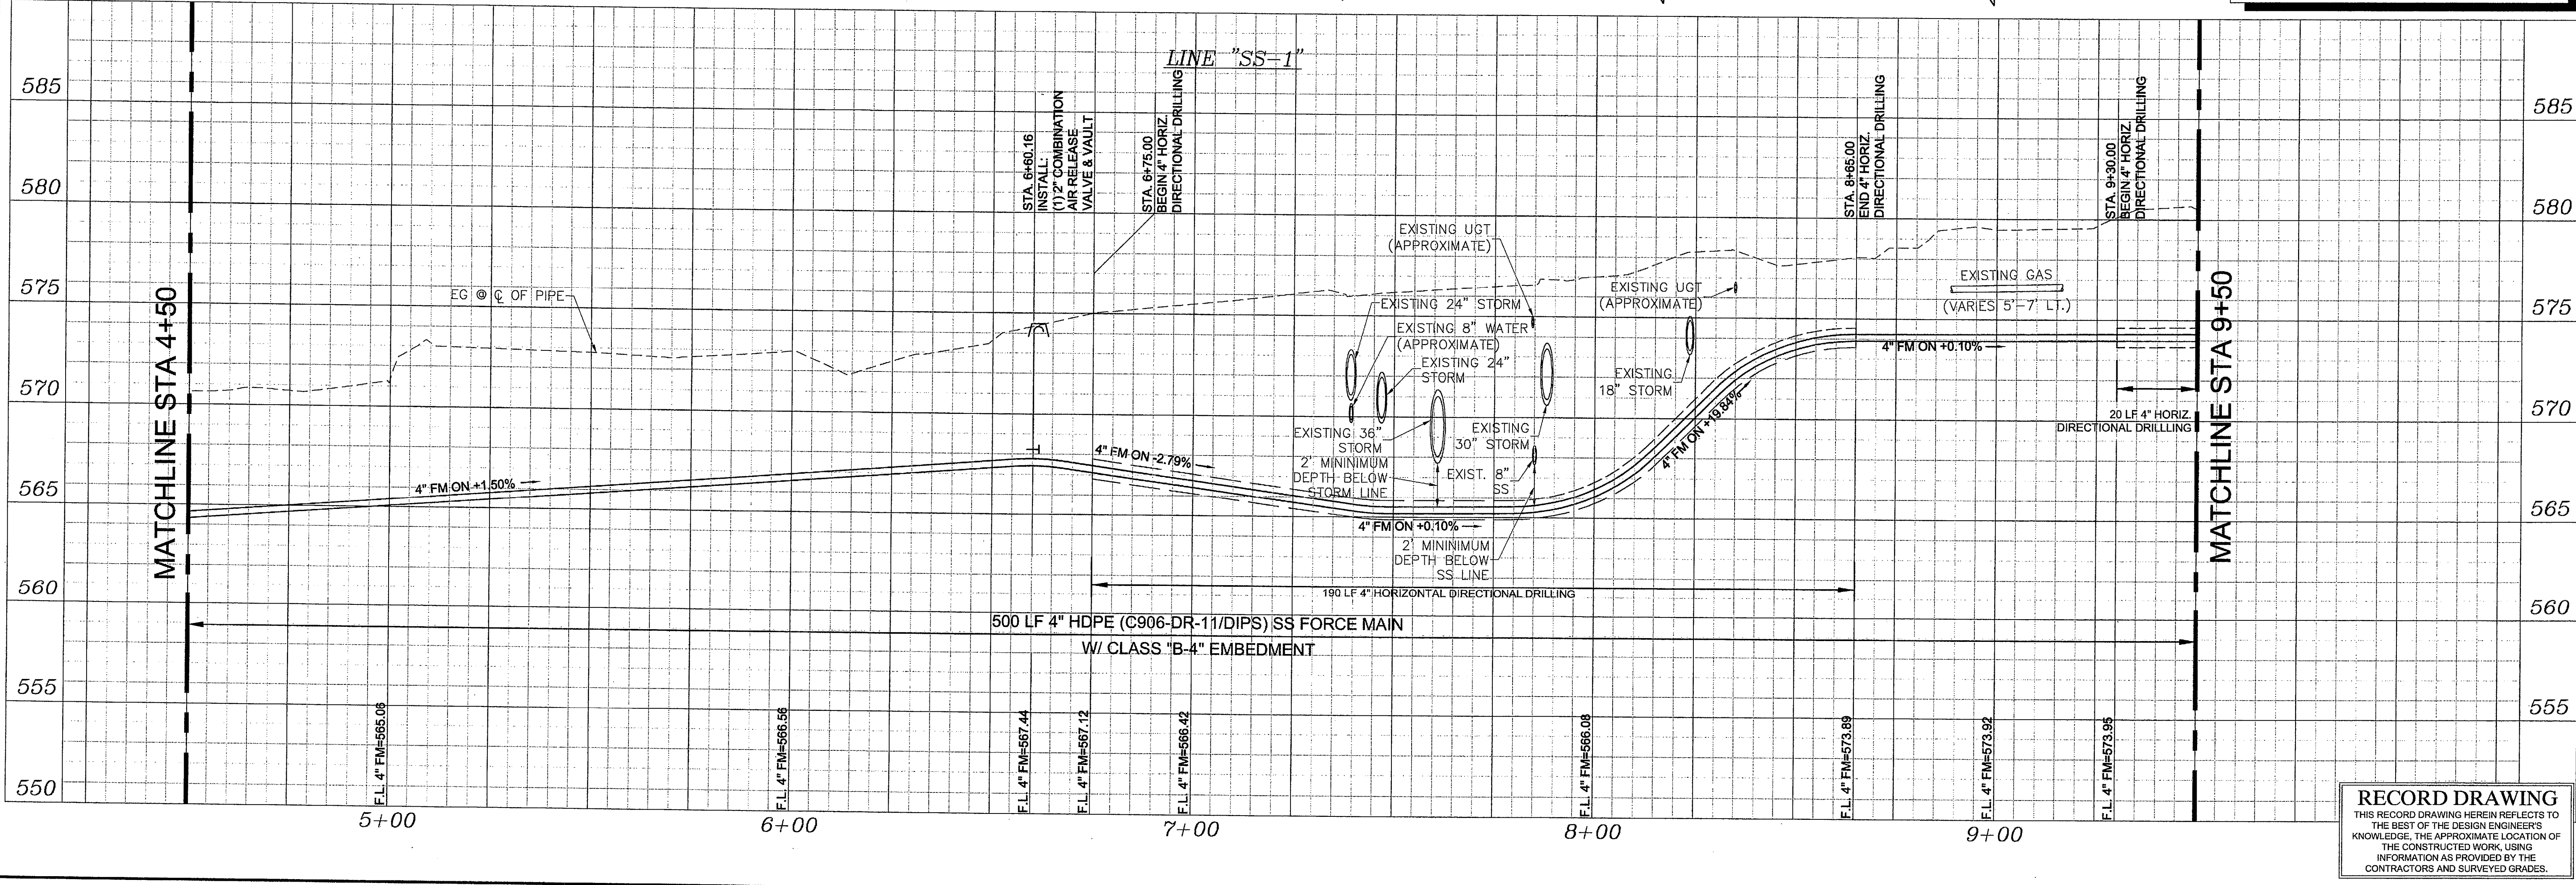 LINE "SS-1"
585
580
575
570
565
560
555
550
585
580
575
570
565
560
555
MATCHLINE STA 4+50
MATCHLINE STA 9+50
EG @ ℄ OF PIPE
STA. 6+60.16
INSTALL:
(1) 2" COMBINATION
AIR RELEASE
VALVE & VAULT
STA. 6+75.00
BEGIN 4" HORIZ.
DIRECTIONAL DRILLING
STA. 8+65.00
END 4" HORIZ.
DIRECTIONAL DRILLING
STA. 9+30.00
BEGIN 4" HORIZ.
DIRECTIONAL DRILLING
EXISTING UGT
(APPROXIMATE)
EXISTING 24" STORM
EXISTING 8" WATER
(APPROXIMATE)
EXISTING 24"
STORM
EXISTING 36"
STORM
2' MININIMUM
DEPTH BELOW
STORM LINE
EXISTING
30" STORM
EXIST. 8"
SS
EXISTING UGT
(APPROXIMATE)
EXISTING
18" STORM
EXISTING GAS
(VARIES 5'-7' LT.)
4" FM ON +1.50%
4" FM ON -2.79%
4" FM ON +0.10%
2' MININIMUM
DEPTH BELOW
SS LINE
4" FM ON +19.84%
4" FM ON +0.10%
20 LF 4" HORIZ.
DIRECTIONAL DRILLLING
190 LF 4" HORIZONTAL DIRECTIONAL DRILLING
500 LF 4" HDPE (C906-DR-11/DIPS) SS FORCE MAIN
W/ CLASS "B-4" EMBEDMENT
F.L. 4" FM=565.06
F.L. 4" FM=566.56
F.L. 4" FM=567.44
F.L. 4" FM=567.12
F.L. 4" FM=566.42
F.L. 4" FM=566.08
F.L. 4" FM=573.89
F.L. 4" FM=573.92
F.L. 4" FM=573.95
5+00
6+00
7+00
8+00
9+00
RECORD DRAWING
THIS RECORD DRAWING HEREIN REFLECTS TO
THE BEST OF THE DESIGN ENGINEER'S
KNOWLEDGE, THE APPROXIMATE LOCATION OF
THE CONSTRUCTED WORK, USING
INFORMATION AS PROVIDED BY THE
CONTRACTORS AND SURVEYED GRADES.